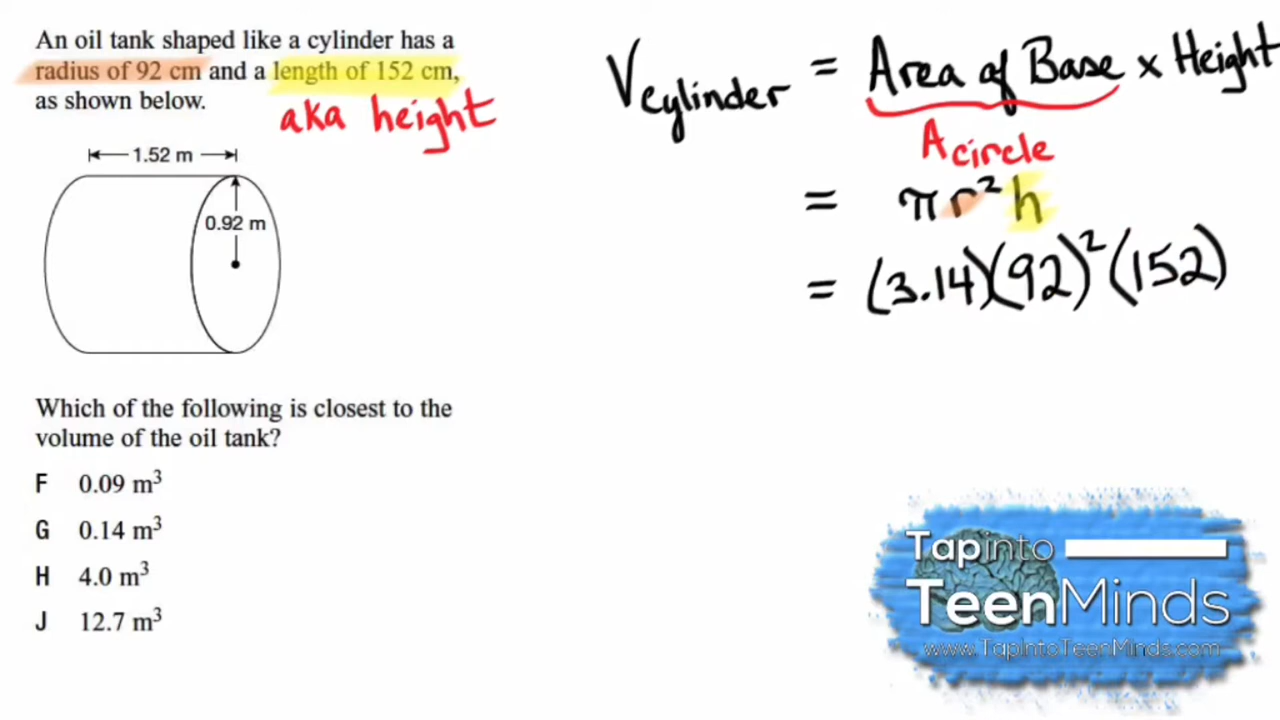 An oil tank shaped like a cylinder has a
radius of 92 cm and a length of 152 cm,
as shown below.
aka height
1.52 m
0.92 m
Which of the following is closest to the
volume of the oil tank?
F 0.09 m³
G 0.14 m³
H 4.0 m³
J 12.7 m³
Vcylinder = Area of Base x Height
Acircle
= πr²h
= (3.14)(92)²(152)
Tapinto
TeenMinds
www.TapIntoTeenMinds.com